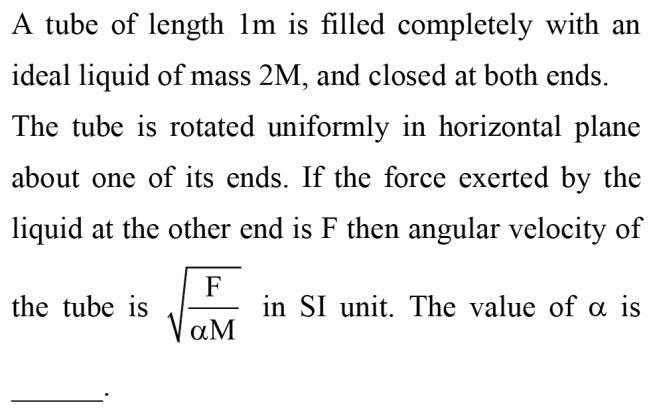 A tube of length 1m is filled completely with an
ideal liquid of mass 2M, and closed at both ends.
The tube is rotated uniformly in horizontal plane
about one of its ends. If the force exerted by the
liquid at the other end is F then angular velocity of
the tube is √(F/αM) in SI unit. The value of α is
______.